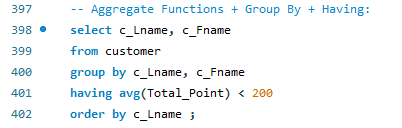 397 -- Aggregate Functions + Group By + Having:
398 select c_Lname, c_Fname
399 from customer
400 group by c_Lname, c_Fname
401 having avg(Total_Point) < 200
402 order by c_Lname ;